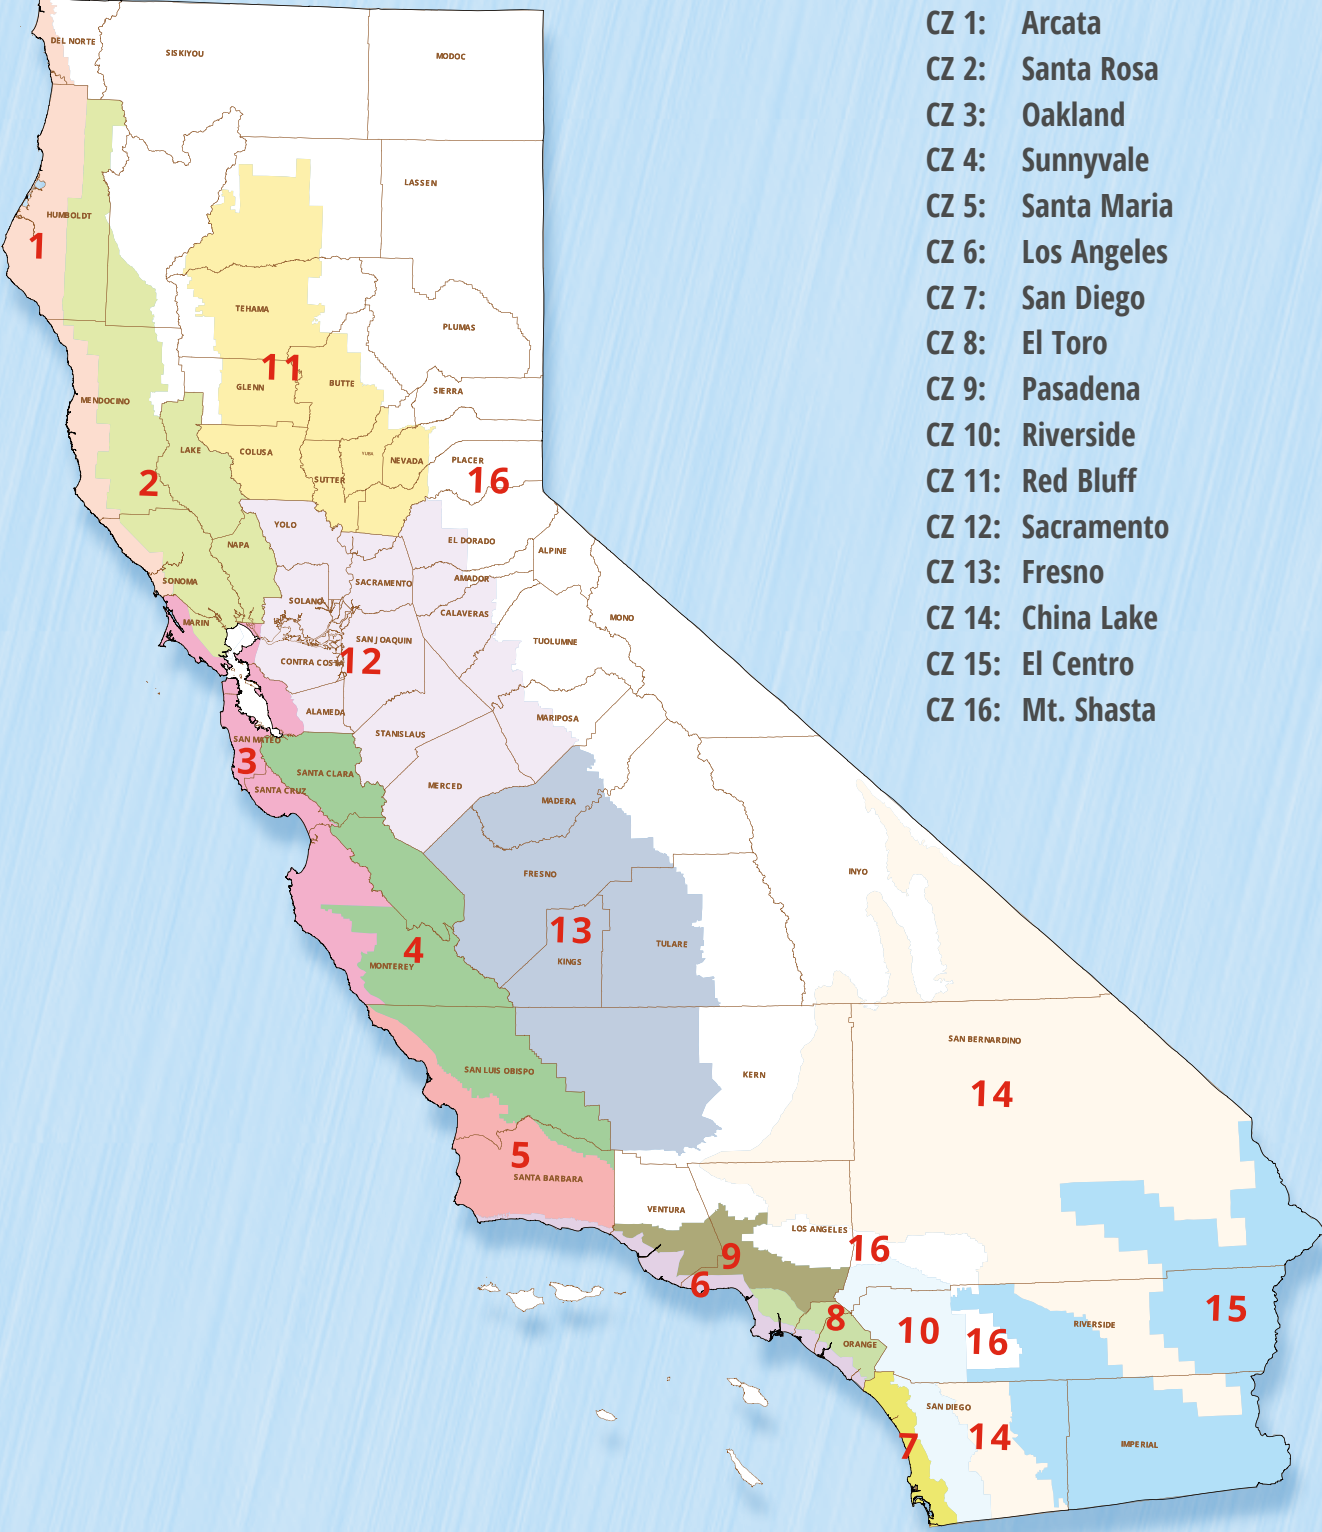 CZ 1: Arcata
CZ 2: Santa Rosa
CZ 3: Oakland
CZ 4: Sunnyvale
CZ 5: Santa Maria
CZ 6: Los Angeles
CZ 7: San Diego
CZ 8: El Toro
CZ 9: Pasadena
CZ 10: Riverside
CZ 11: Red Bluff
CZ 12: Sacramento
CZ 13: Fresno
CZ 14: China Lake
CZ 15: El Centro
CZ 16: Mt. Shasta
DEL NORTE
SISKIYOU
MODOC
LASSEN
HUMBOLDT
1
TEHAMA
PLUMAS
11
GLENN
BUTTE
SIERRA
MENDOCINO
LAKE
COLUSA
YUBA
NEVADA
PLACER
2
SUTTER
16
YOLO
NAPA
EL DORADO
ALPINE
SONOMA
SACRAMENTO
AMADOR
SOLANO
CALAVERAS
MONO
MARIN
SAN JOAQUIN
TUOLUMNE
CONTRA COSTA
12
ALAMEDA
MARIPOSA
STANISLAUS
SAN MATEO
3
SANTA CLARA
SANTA CRUZ
MERCED
MADERA
FRESNO
INYO
13
TULARE
4
MONTEREY
KINGS
SAN BERNARDINO
SAN LUIS OBISPO
KERN
14
5
SANTA BARBARA
VENTURA
LOS ANGELES
9
16
6
8
10
16
15
RIVERSIDE
ORANGE
SAN DIEGO
7
14
IMPERIAL